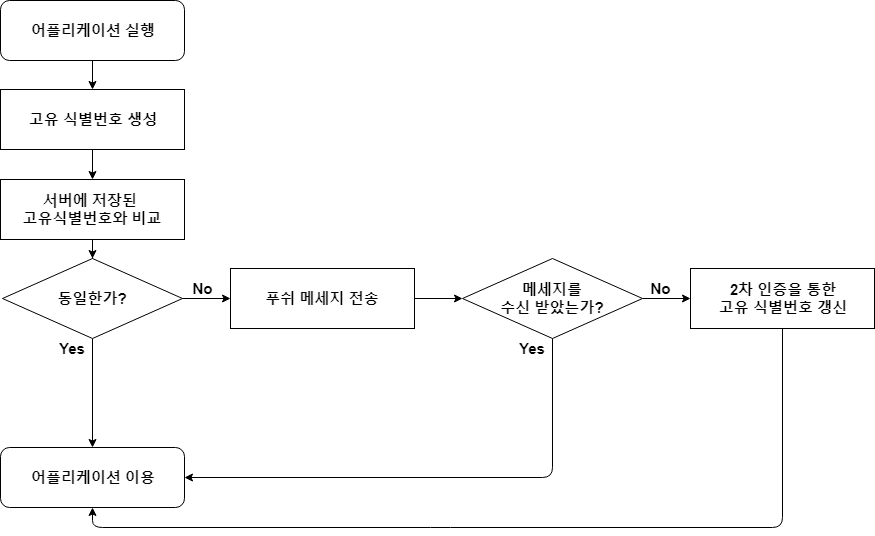 어플리케이션 실행
고유 식별번호 생성
서버에 저장된
고유식별번호와 비교
동일한가?
No
푸쉬 메세지 전송
메세지를
수신 받았는가?
No
2차 인증을 통한
고유 식별번호 갱신
Yes
Yes
어플리케이션 이용